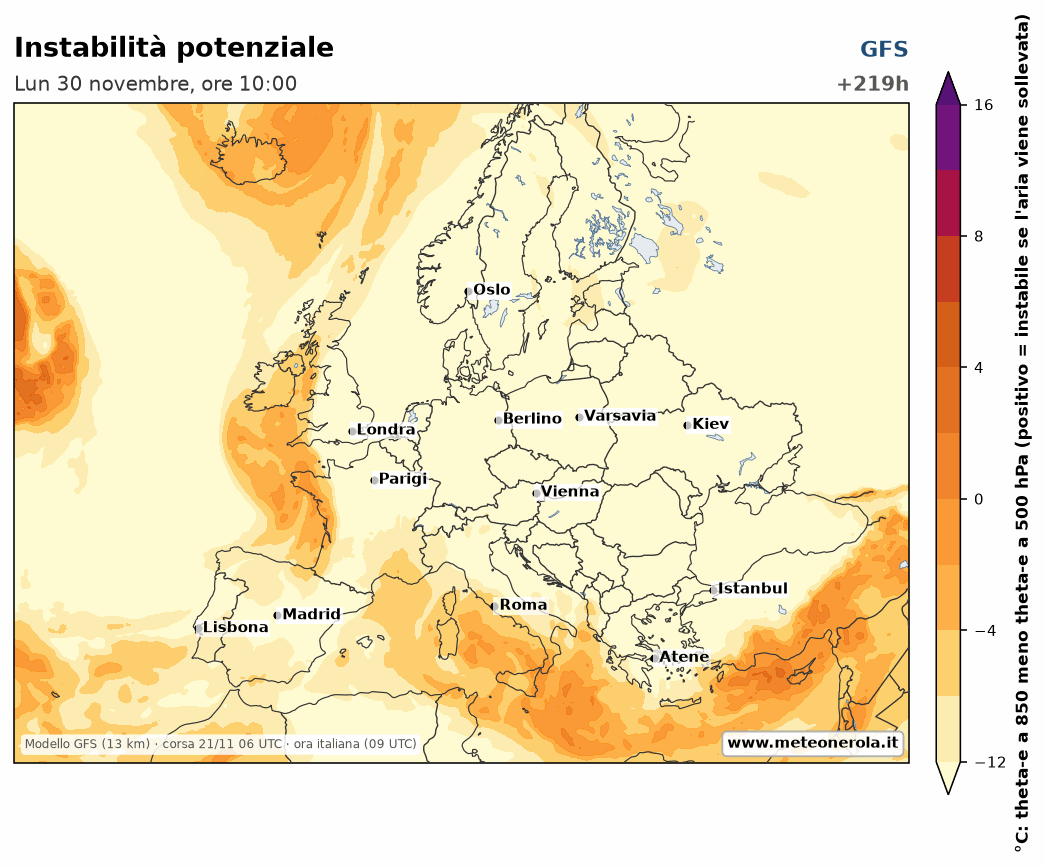 Instabilità potenziale
GFS
Lun 30 novembre, ore 10:00
+219h
16
8
4
0
−4
−12
°C: theta-e a 850 meno theta-e a 500 hPa (positivo = instabile se l'aria viene sollevata)
Oslo
Berlino
Varsavia
Kiev
Londra
Parigi
Vienna
Istanbul
Roma
Madrid
Lisbona
Atene
Modello GFS (13 km) · corsa 21/11 06 UTC · ora italiana (09 UTC)
www.meteonerola.it